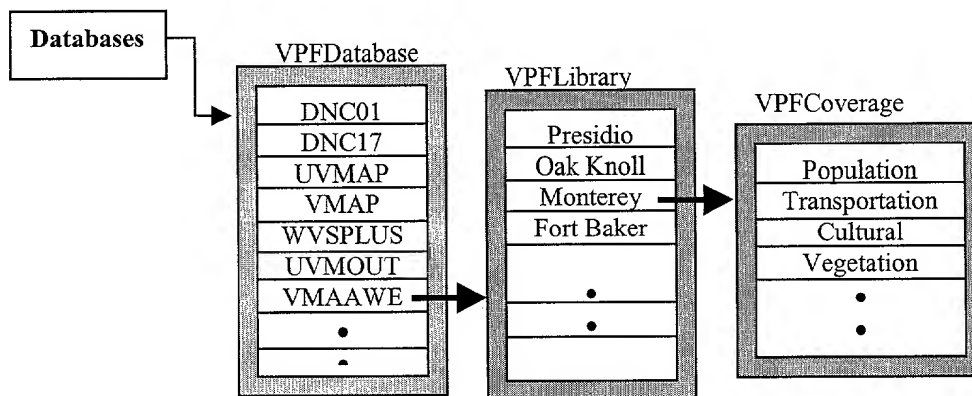 Databases
VPFDatabase
DNC01
DNC17
UVMAP
VMAP
WVSPLUS
UVMOUT
VMAAWE
VPFLibrary
Presidio
Oak Knoll
Monterey
Fort Baker
VPFCoverage
Population
Transportation
Cultural
Vegetation